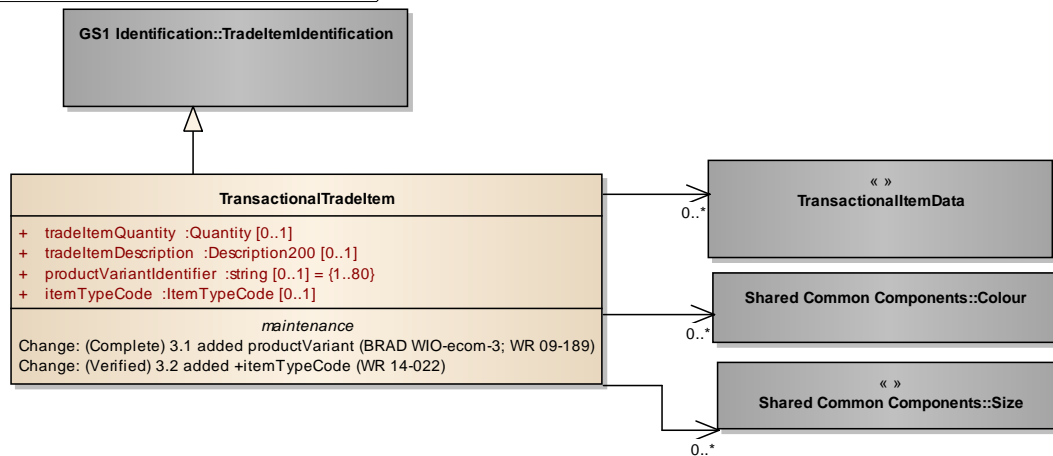 GS1 Identification::TradeItemIdentification
TransactionalTradeItem
+ tradeItemQuantity :Quantity [0..1]
+ tradeItemDescription :Description200 [0..1]
+ productVariantIdentifier :string [0..1] = {1..80}
+ itemTypeCode :ItemTypeCode [0..1]
maintenance
Change: (Complete) 3.1 added productVariant (BRAD WIO-ecom-3; WR 09-189)
Change: (Verified) 3.2 added +itemTypeCode (WR 14-022)
« »
TransactionalItemData
0..*
Shared Common Components::Colour
0..*
« »
Shared Common Components::Size
0..*